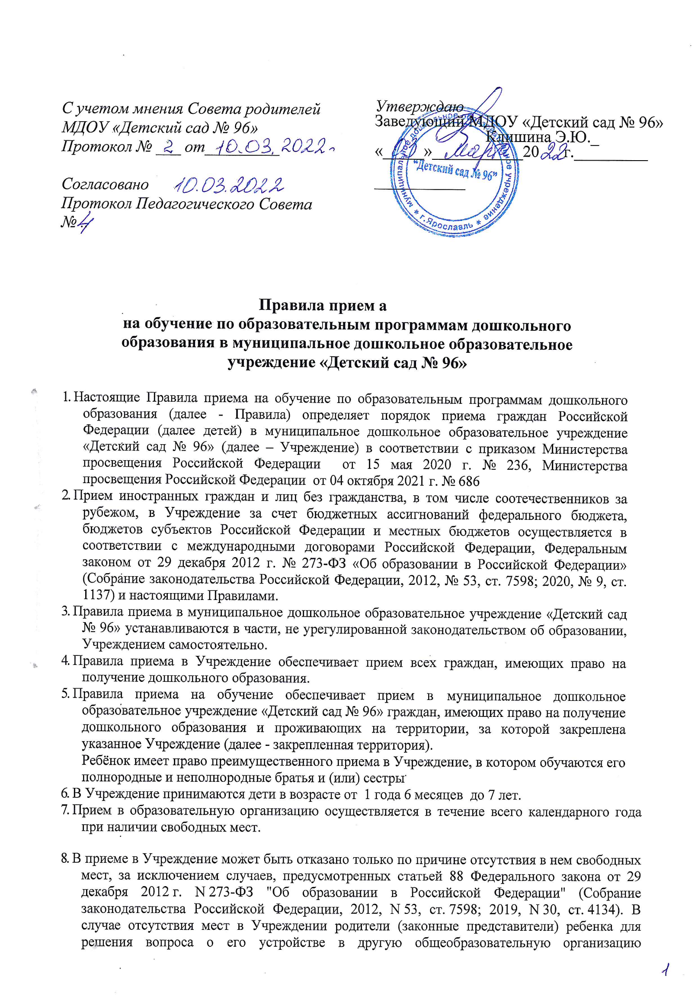 С учетом мнения Совета родителей
МДОУ «Детский сад № 96»
Протокол № 2 от 10.03.2022г
Согласовано 10.03.2022
Протокол Педагогического Совета
№ 4
Утверждаю
Заведующий МДОУ «Детский сад № 96»
Клишина Э.Ю._
«03» марта 2022г.
муниципальное дошкольное образовательное учреждение * г.Ярославль *
“Детский сад № 96”
Правила прием а
на обучение по образовательным программам дошкольного
образования в муниципальное дошкольное образовательное
учреждение «Детский сад № 96»
1. Настоящие Правила приема на обучение по образовательным программам дошкольного
образования (далее - Правила) определяет порядок приема граждан Российской
Федерации (далее детей) в муниципальное дошкольное образовательное учреждение
«Детский сад № 96» (далее – Учреждение) в соответствии с приказом Министерства
просвещения Российской Федерации от 15 мая 2020 г. № 236, Министерства
просвещения Российской Федерации от 04 октября 2021 г. № 686
2. Прием иностранных граждан и лиц без гражданства, в том числе соотечественников за
рубежом, в Учреждение за счет бюджетных ассигнований федерального бюджета,
бюджетов субъектов Российской Федерации и местных бюджетов осуществляется в
соответствии с международными договорами Российской Федерации, Федеральным
законом от 29 декабря 2012 г. № 273-ФЗ «Об образовании в Российской Федерации»
(Собрание законодательства Российской Федерации, 2012, № 53, ст. 7598; 2020, № 9, ст.
1137) и настоящими Правилами.
3. Правила приема в муниципальное дошкольное образовательное учреждение «Детский сад
№ 96» устанавливаются в части, не урегулированной законодательством об образовании,
Учреждением самостоятельно.
4. Правила приема в Учреждение обеспечивает прием всех граждан, имеющих право на
получение дошкольного образования.
5. Правила приема на обучение обеспечивает прием в муниципальное дошкольное
образовательное учреждение «Детский сад № 96» граждан, имеющих право на получение
дошкольного образования и проживающих на территории, за которой закреплена
указанное Учреждение (далее - закрепленная территория).
Ребёнок имеет право преимущественного приема в Учреждение, в котором обучаются его
полнородные и неполнородные братья и (или) сестры
6. В Учреждение принимаются дети в возрасте от 1 года 6 месяцев до 7 лет.
7. Прием в образовательную организацию осуществляется в течение всего календарного года
при наличии свободных мест.
8. В приеме в Учреждение может быть отказано только по причине отсутствия в нем свободных
мест, за исключением случаев, предусмотренных статьей 88 Федерального закона от 29
декабря 2012 г. N 273-ФЗ "Об образовании в Российской Федерации" (Собрание
законодательства Российской Федерации, 2012, N 53, ст. 7598; 2019, N 30, ст. 4134). В
случае отсутствия мест в Учреждении родители (законные представители) ребенка для
решения вопроса о его устройстве в другую общеобразовательную организацию
1